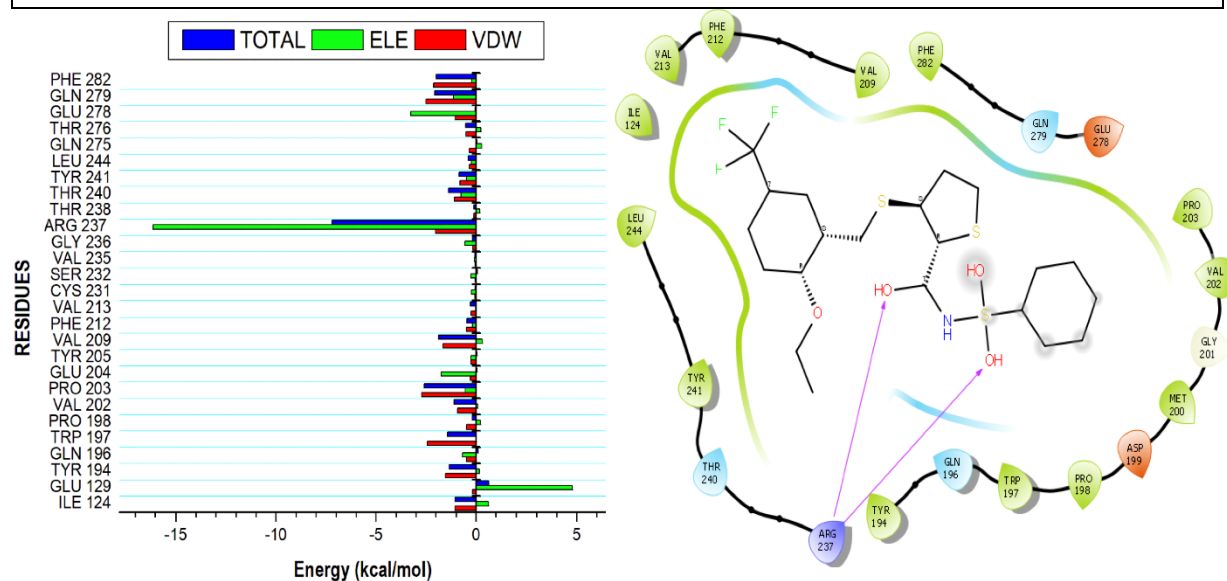 TOTAL ELE VDW
RESIDUES
PHE 282
GLN 279
GLU 278
THR 276
GLN 275
LEU 244
TYR 241
THR 240
THR 238
ARG 237
GLY 236
VAL 235
SER 232
CYS 231
VAL 213
PHE 212
VAL 209
TYR 205
GLU 204
PRO 203
VAL 202
PRO 198
TRP 197
GLN 196
TYR 194
GLU 129
ILE 124
-15 -10 -5 0 5
Energy (kcal/mol)
PHE
212
VAL
213
VAL
209
PHE
282
ILE
124
GLN
279
GLU
278
F
F
F
S
S
PRO
203
LEU
244
VAL
202
HO
HO
S
N
H
O
OH
GLY
201
TYR
241
MET
200
ASP
199
THR
240
GLN
196
TRP
197
PRO
198
TYR
194
ARG
237